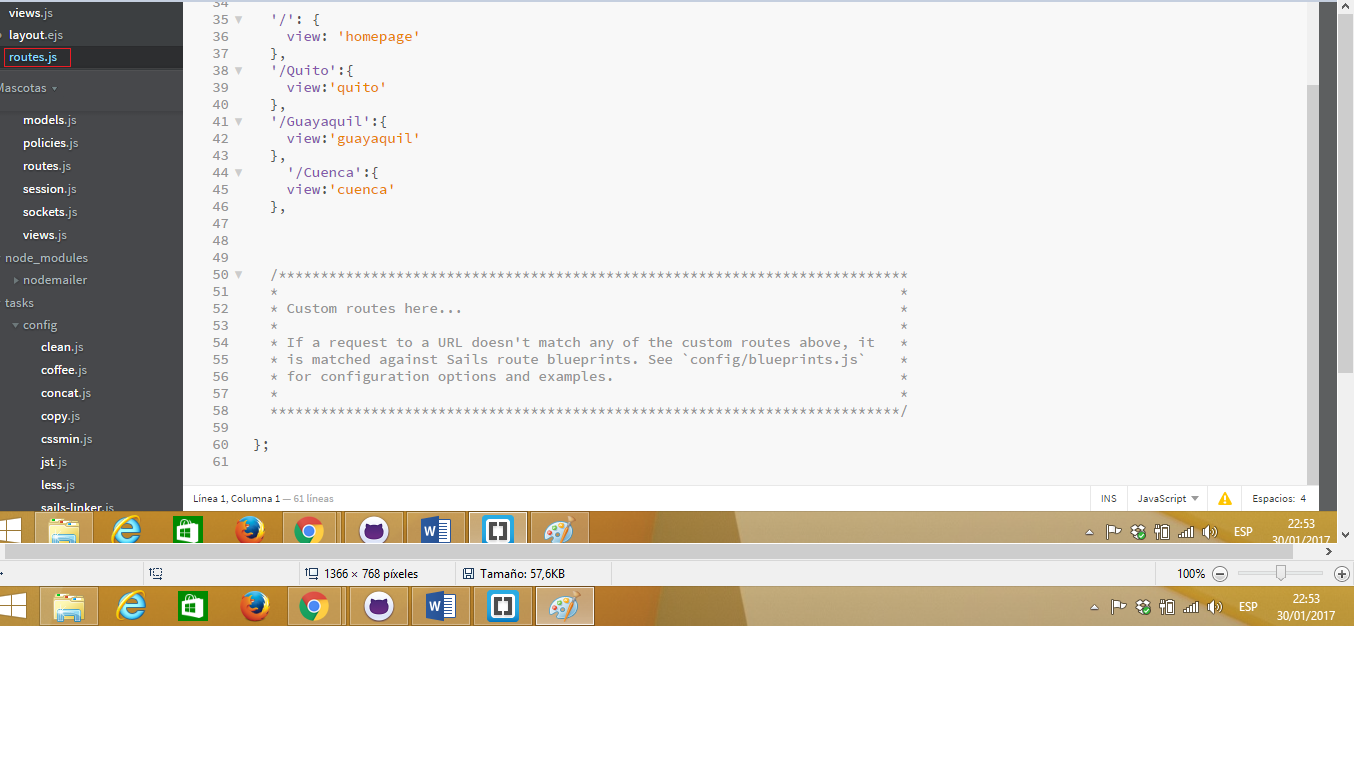 views.js
layout.ejs
routes.js
Mascotas
models.js
policies.js
routes.js
session.js
sockets.js
views.js
node_modules
nodemailer
tasks
config
clean.js
coffee.js
concat.js
copy.js
cssmin.js
jst.js
less.js
sails-linker.js
34
35 '/': {
36 view: 'homepage'
37 },
38 '/Quito':{
39 view:'quito'
40 },
41 '/Guayaquil':{
42 view:'guayaquil'
43 },
44 '/Cuenca':{
45 view:'cuenca'
46 },
47
48
49
50 /***************************************************************************
51 * *
52 * Custom routes here... *
53 * *
54 * If a request to a URL doesn't match any of the custom routes above, it *
55 * is matched against Sails route blueprints. See `config/blueprints.js` *
56 * for configuration options and examples. *
57 * *
58 ***************************************************************************/
59
60 };
61
Línea 1, Columna 1 — 61 líneas
INS JavaScript Espacios: 4
ESP 22:53
30/01/2017
1366 × 768 píxeles Tamaño: 57,6KB 100%
ESP 22:53
30/01/2017